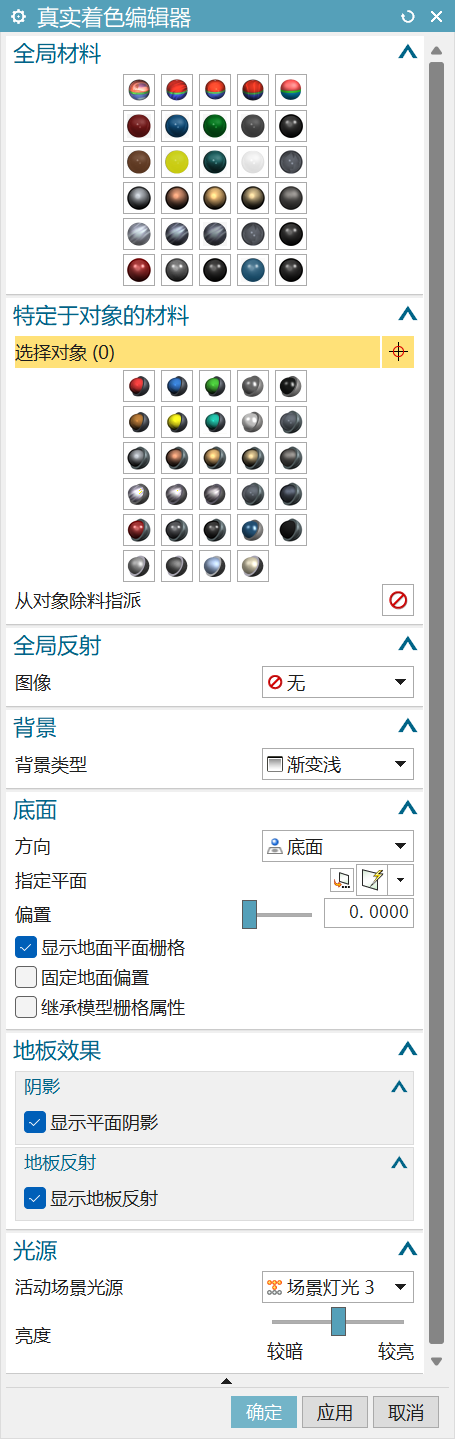 真实着色编辑器
全局材料
特定于对象的材料
选择对象 (0)
从对象除料指派
全局反射
图像 无
背景
背景类型 渐变浅
底面
方向 底面
指定平面
偏置 0.0000
显示地面平面栅格
固定地面偏置
继承模型栅格属性
地板效果
阴影
显示平面阴影
地板反射
显示地板反射
光源
活动场景光源 场景灯光 3
亮度
较暗 较亮
确定 应用 取消